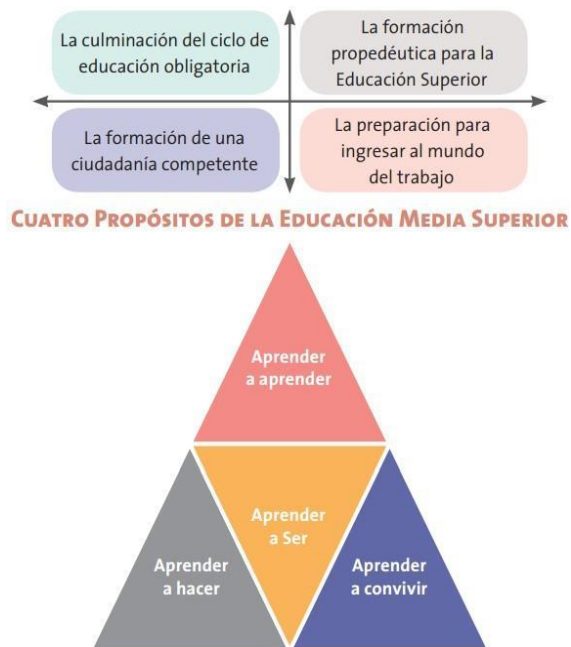 La culminación del ciclo de
educación obligatoria
La formación
propedéutica para la
Educación Superior
La formación de una
ciudadanía competente
La preparación para
ingresar al mundo
del trabajo
CUATRO PROPÓSITOS DE LA EDUCACIÓN MEDIA SUPERIOR
Aprender
a aprender
Aprender
a Ser
Aprender
a hacer
Aprender
a convivir